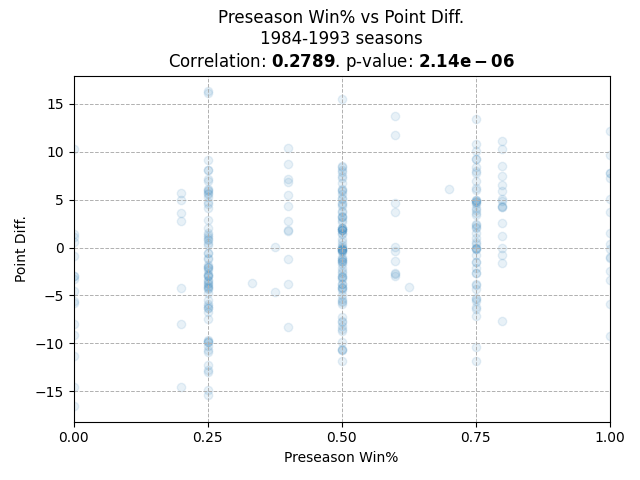 Preseason Win% vs Point Diff.
1984-1993 seasons
Correlation: 0.2789. p-value: 2.14e − 06
15
10
5
0
−5
−10
−15
Point Diff.
0.00 0.25 0.50 0.75 1.00
Preseason Win%